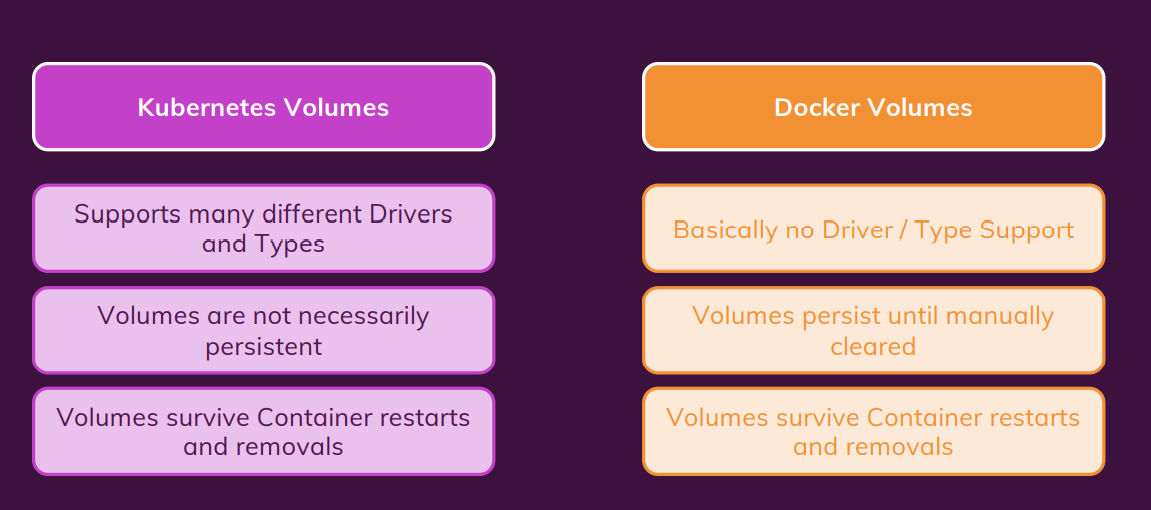 Kubernetes Volumes
Supports many different Drivers
and Types
Volumes are not necessarily
persistent
Volumes survive Container restarts
and removals
Docker Volumes
Basically no Driver / Type Support
Volumes persist until manually
cleared
Volumes survive Container restarts
and removals